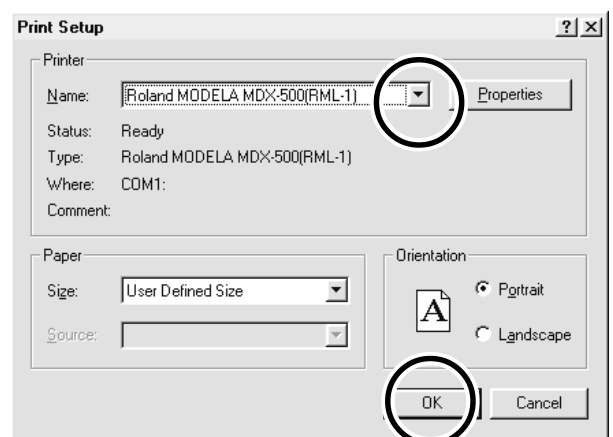 Print Setup
Printer
Name: Roland MODELA MDX-500(RML-1) Properties
Status: Ready
Type: Roland MODELA MDX-500(RML-1)
Where: COM1:
Comment:
Paper
Size: User Defined Size
Source:
Orientation
A
Portrait
Landscape
OK Cancel